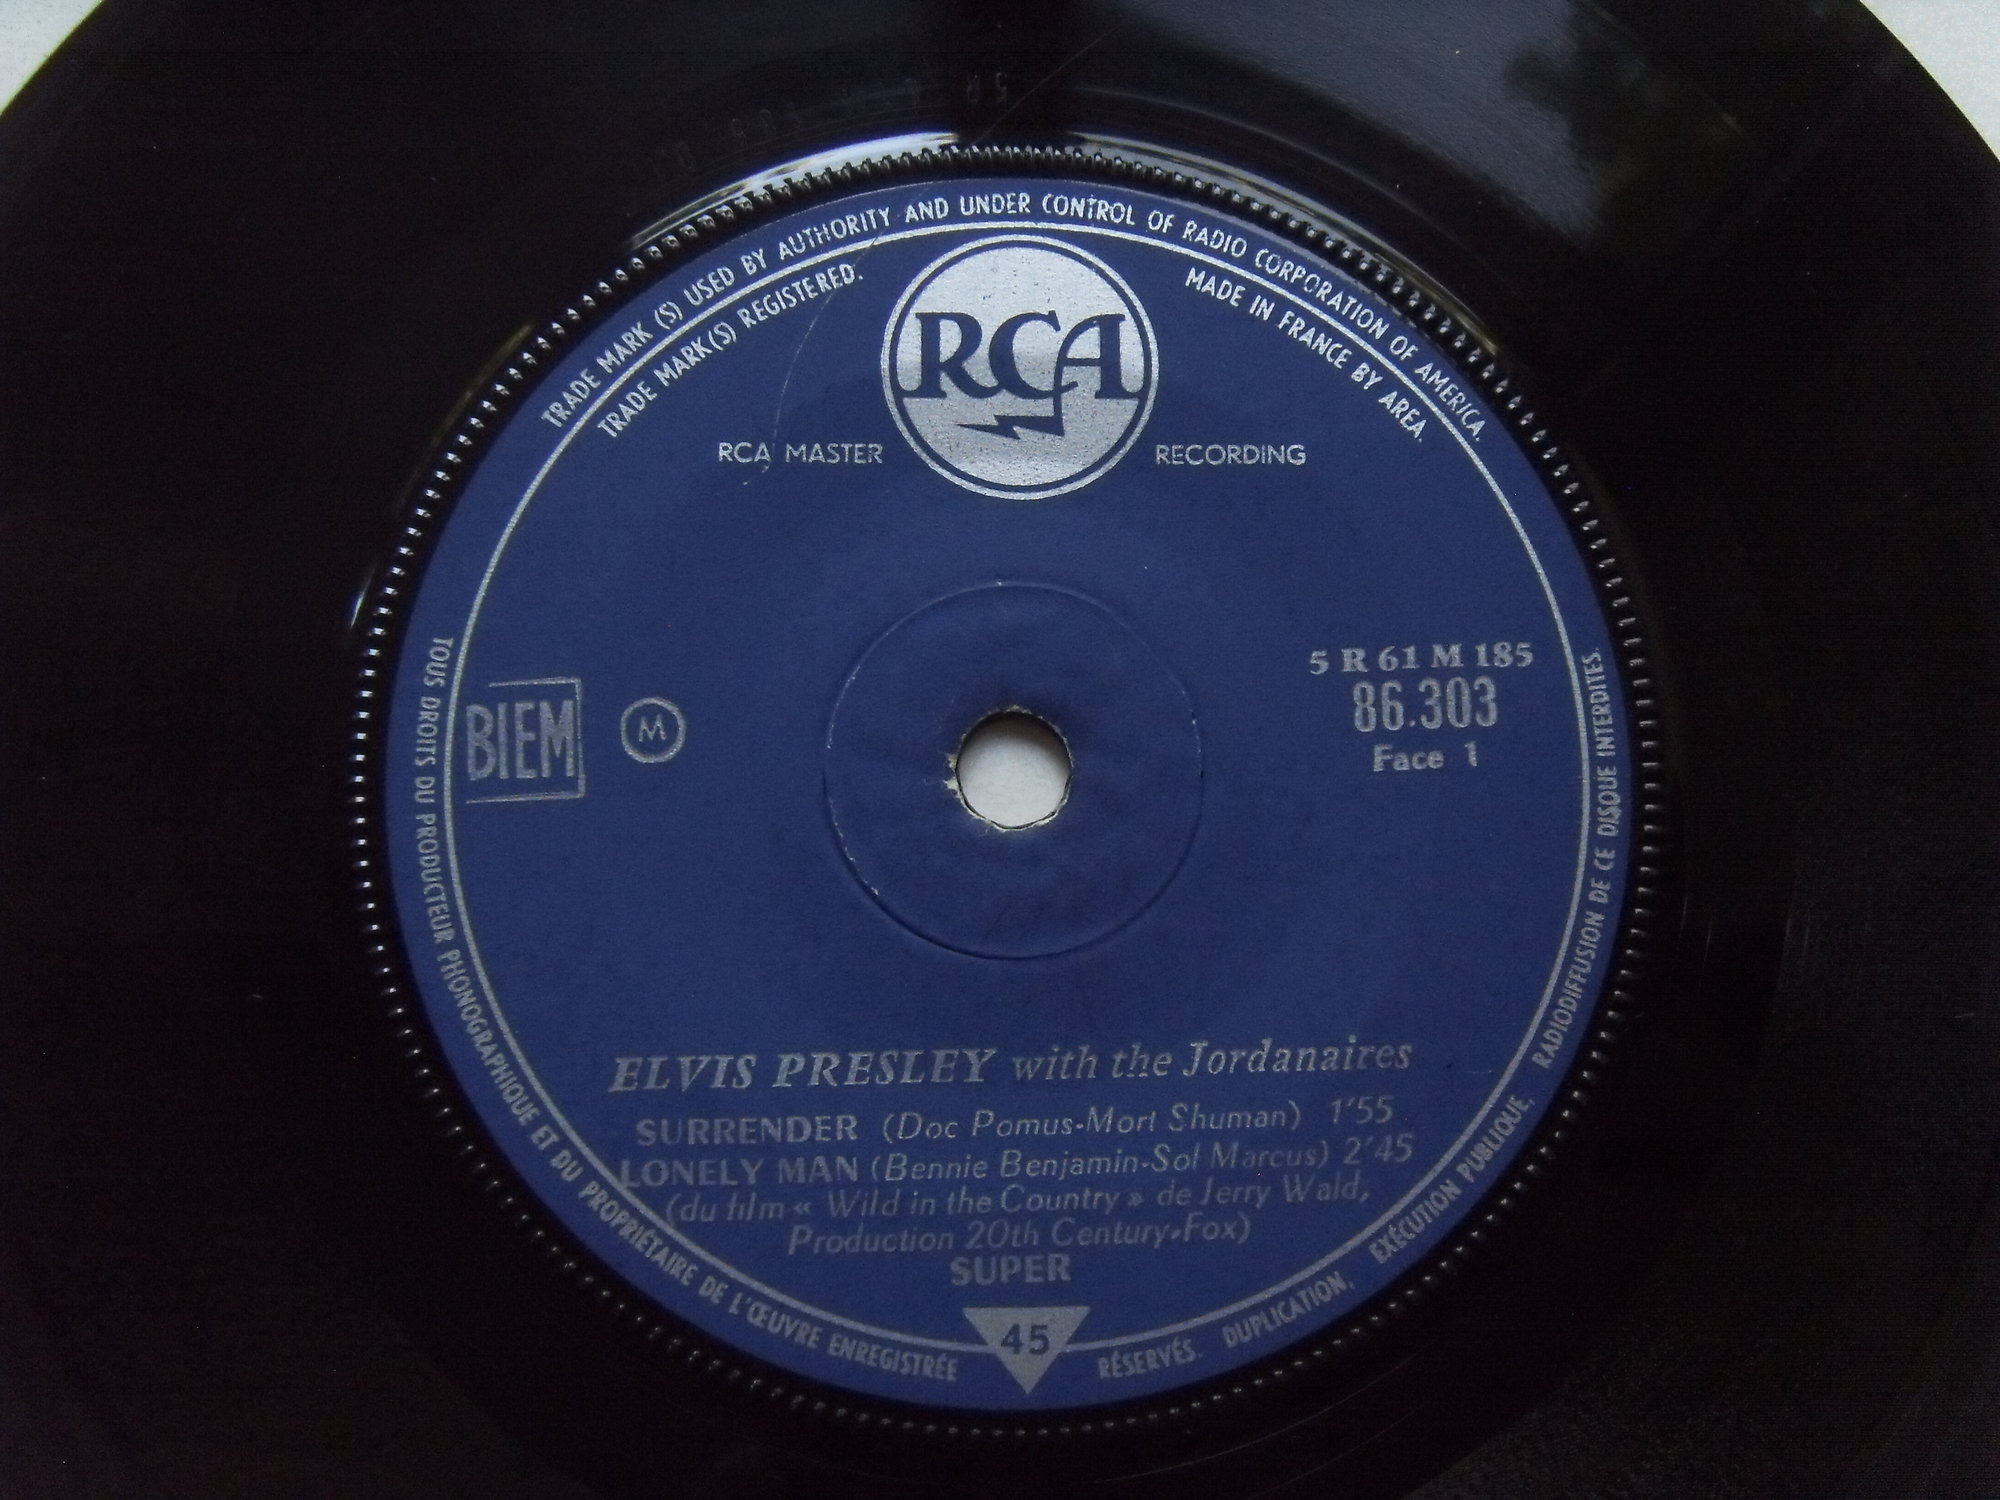 TRADE MARK (S) USED BY AUTHORITY AND UNDER CONTROL OF RADIO CORPORATION OF AMERICA.
TRADE MARK(S) REGISTERED.
MADE IN FRANCE BY AREA.
RCA
RCA MASTER RECORDING
BIEM
M
5 R 61 M 185
86.303
Face 1
ELVIS PRESLEY with the Jordanaires
SURRENDER (Doc Pomus-Mort Shuman) 1'55
LONELY MAN (Bennie Benjamin-Sol Marcus) 2'45
(du film « Wild in the Country » de Jerry Wald,
Production 20th Century-Fox)
SUPER
45
TOUS DROITS DU PRODUCTEUR PHONOGRAPHIQUE ET DU PROPRIÉTAIRE DE L'ŒUVRE ENREGISTRÉE RÉSERVÉS. DUPLICATION, EXÉCUTION PUBLIQUE, RADIODIFFUSION DE CE DISQUE INTERDITES.